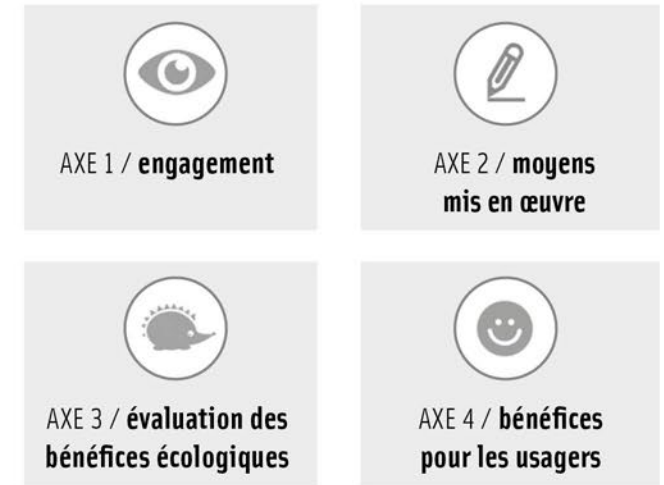 AXE 1 / engagement
AXE 2 / moyens
mis en œuvre
AXE 3 / évaluation des
bénéfices écologiques
AXE 4 / bénéfices
pour les usagers